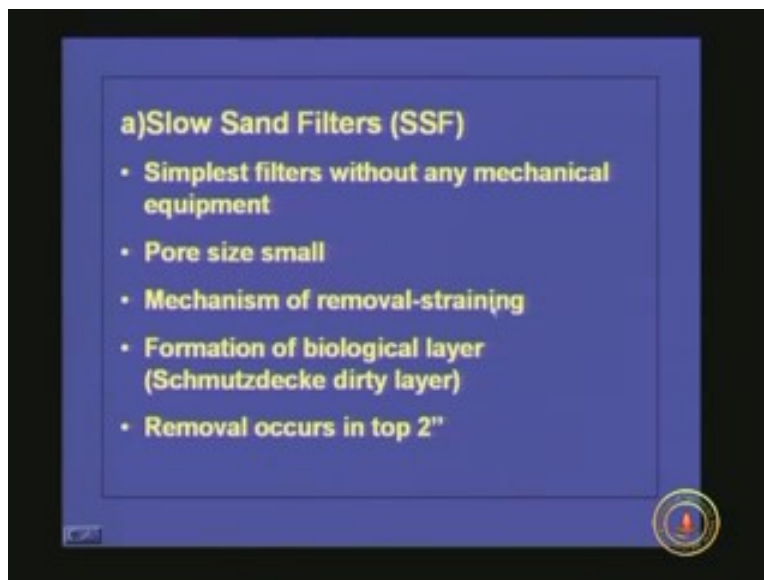 a)Slow Sand Filters (SSF)
• Simplest filters without any mechanical
equipment
• Pore size small
• Mechanism of removal-straining
• Formation of biological layer
(Schmutzdecke dirty layer)
• Removal occurs in top 2”